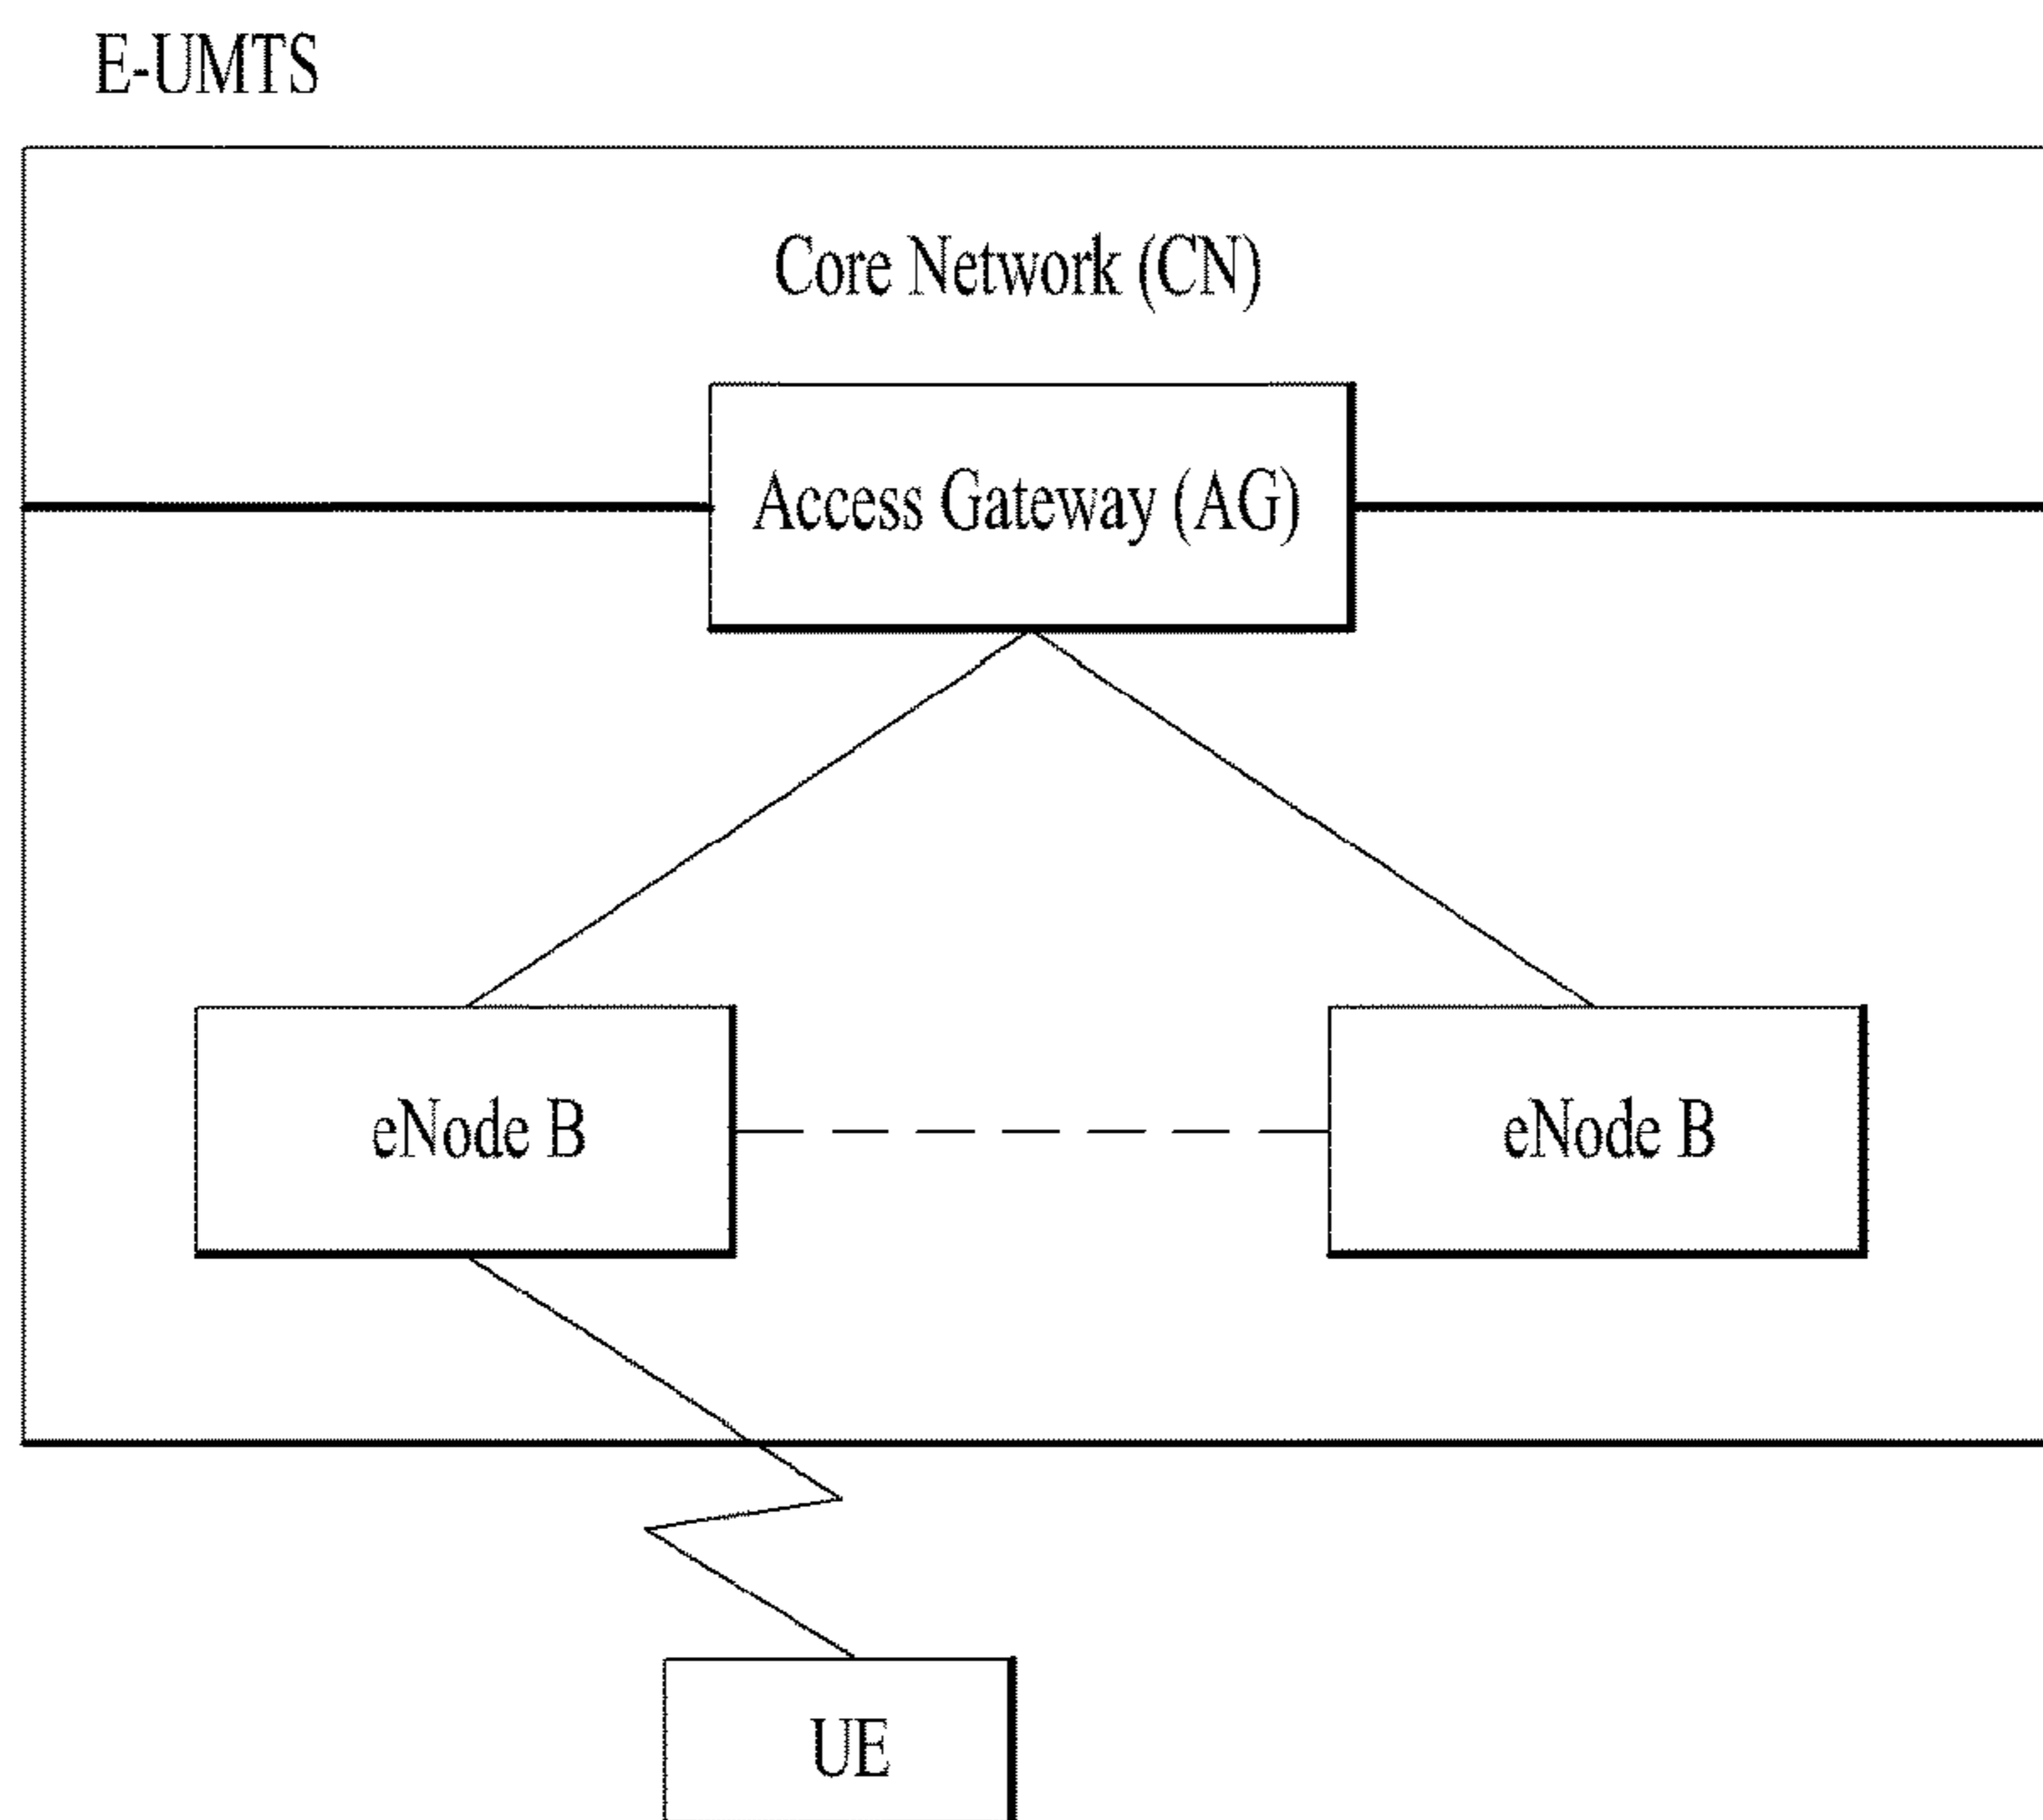 E-UMTS
Core Network (CN)
Access Gateway (AG)
eNode B
eNode B
UE